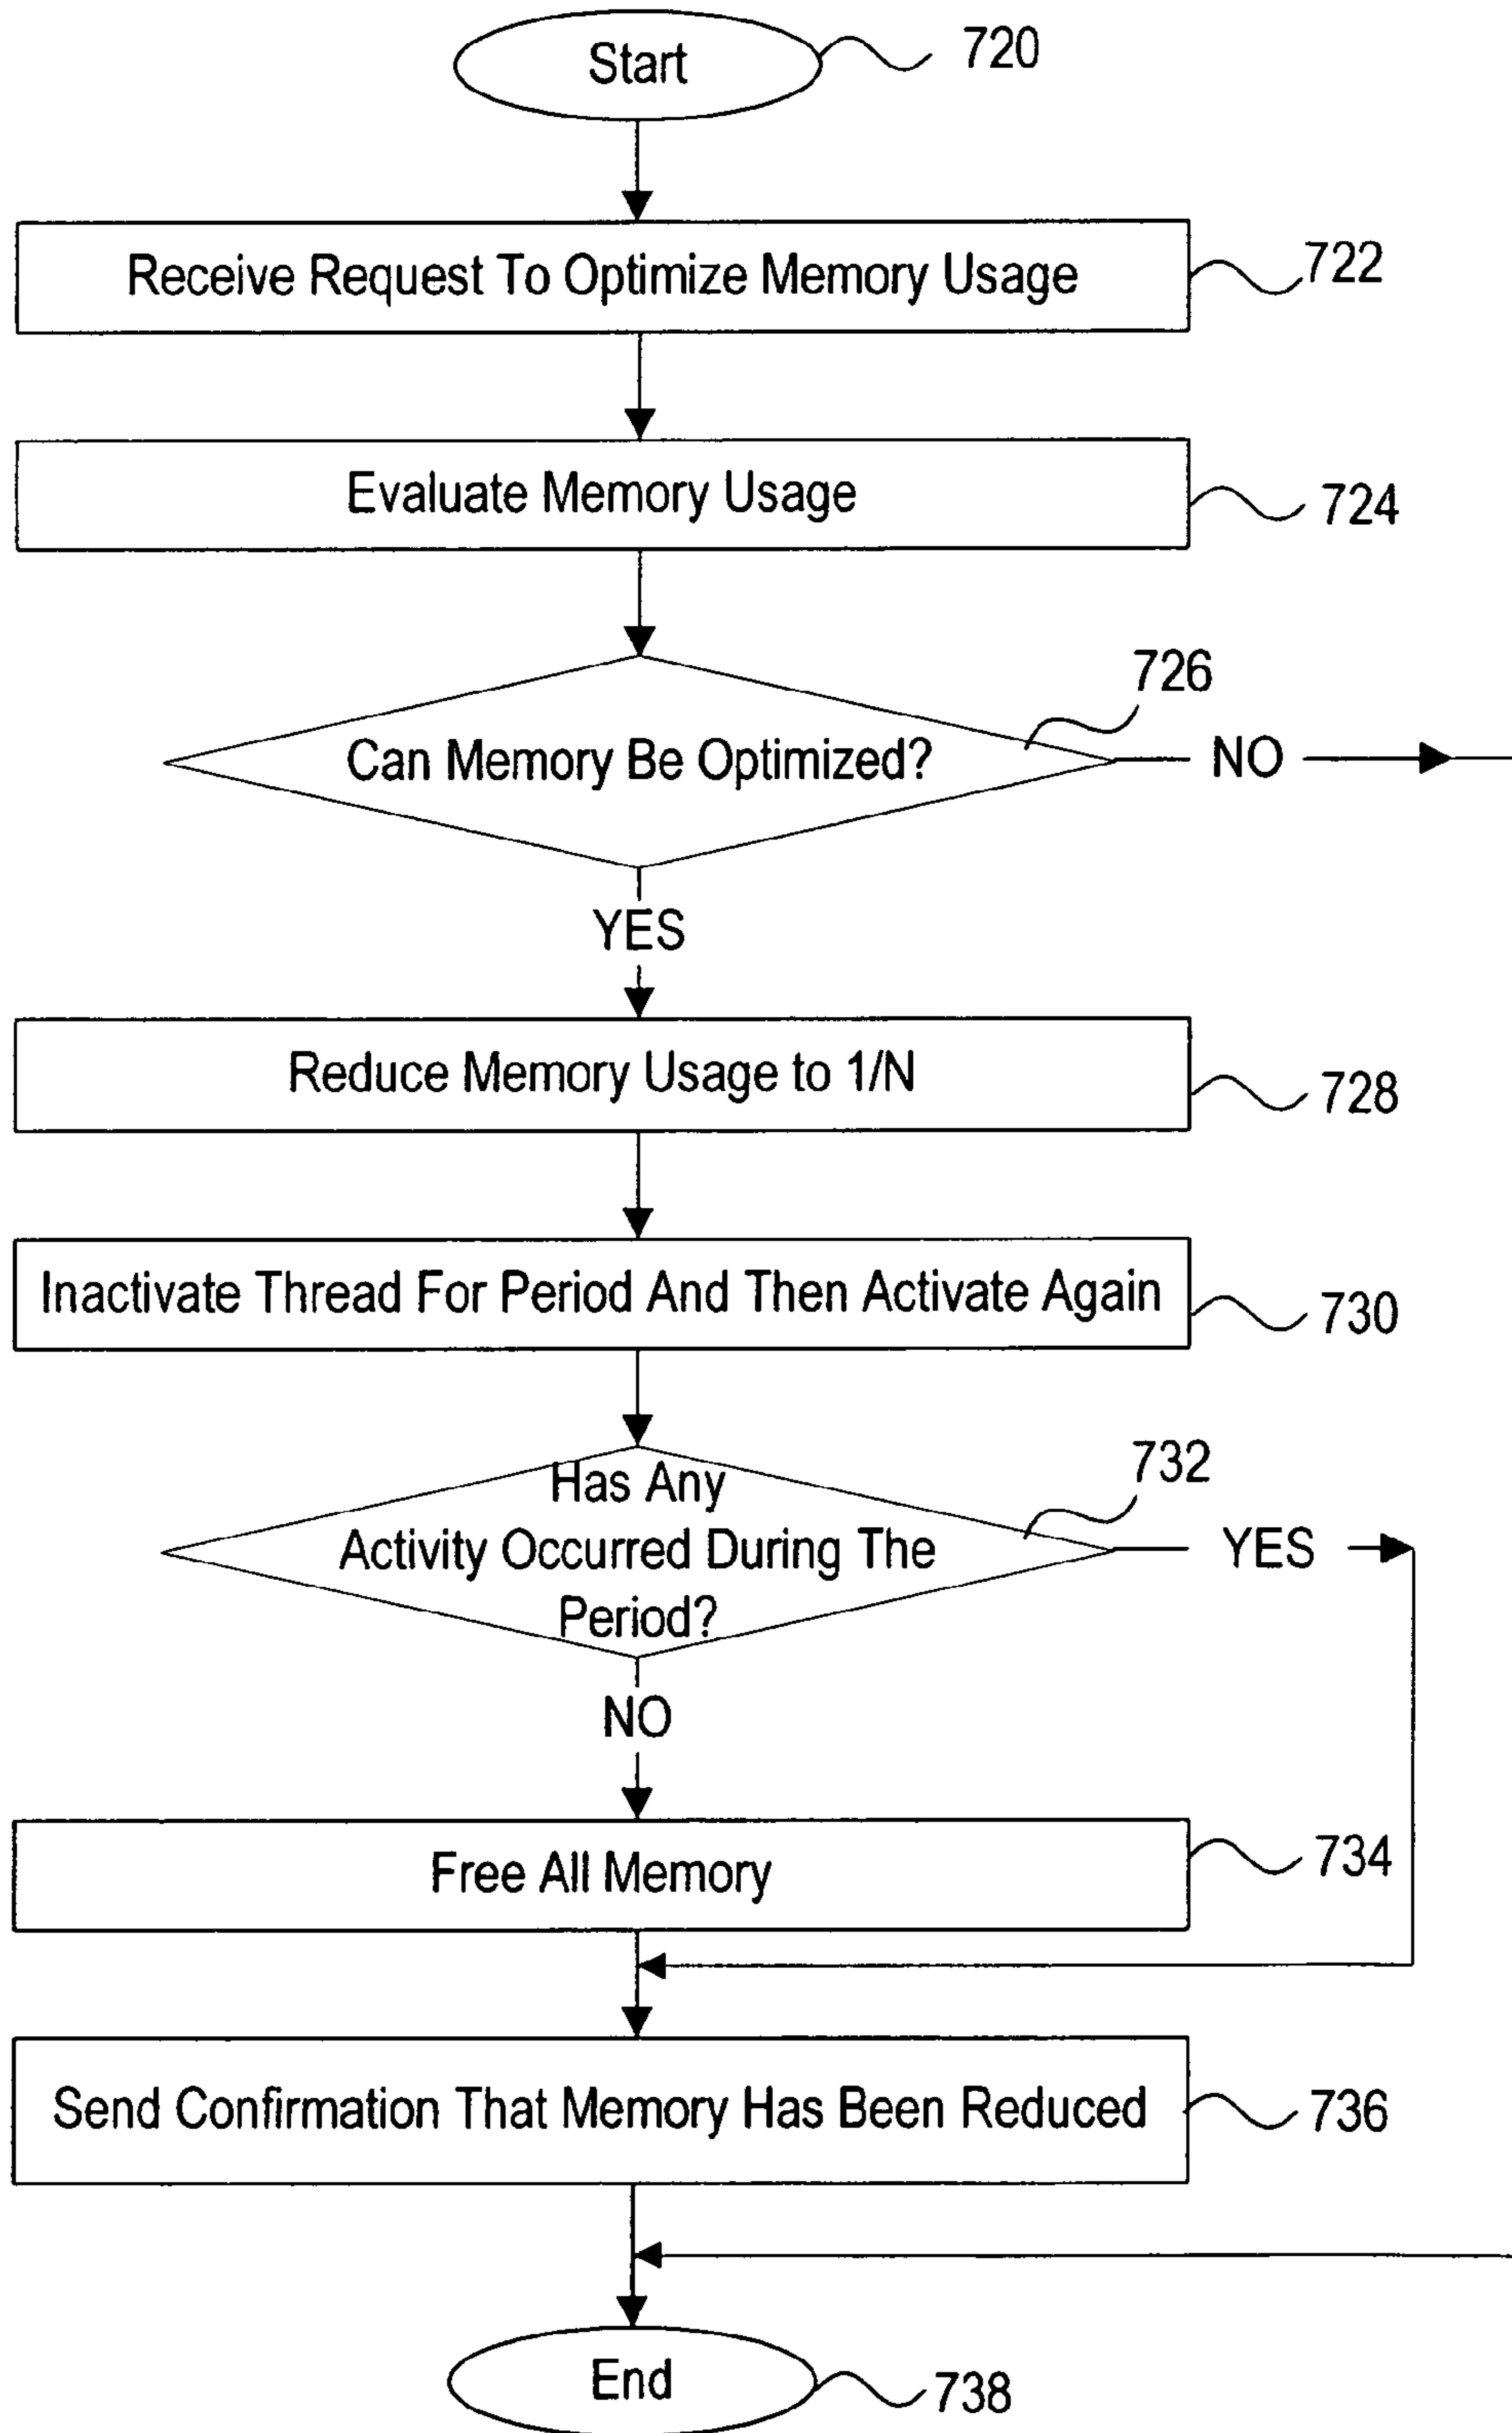 Start
720
Receive Request To Optimize Memory Usage
722
Evaluate Memory Usage
724
726
Can Memory Be Optimized?
NO
YES
Reduce Memory Usage to 1/N
728
Inactivate Thread For Period And Then Activate Again
730
732
Has Any
Activity Occurred During The
Period?
YES
NO
Free All Memory
734
Send Confirmation That Memory Has Been Reduced
736
End
738